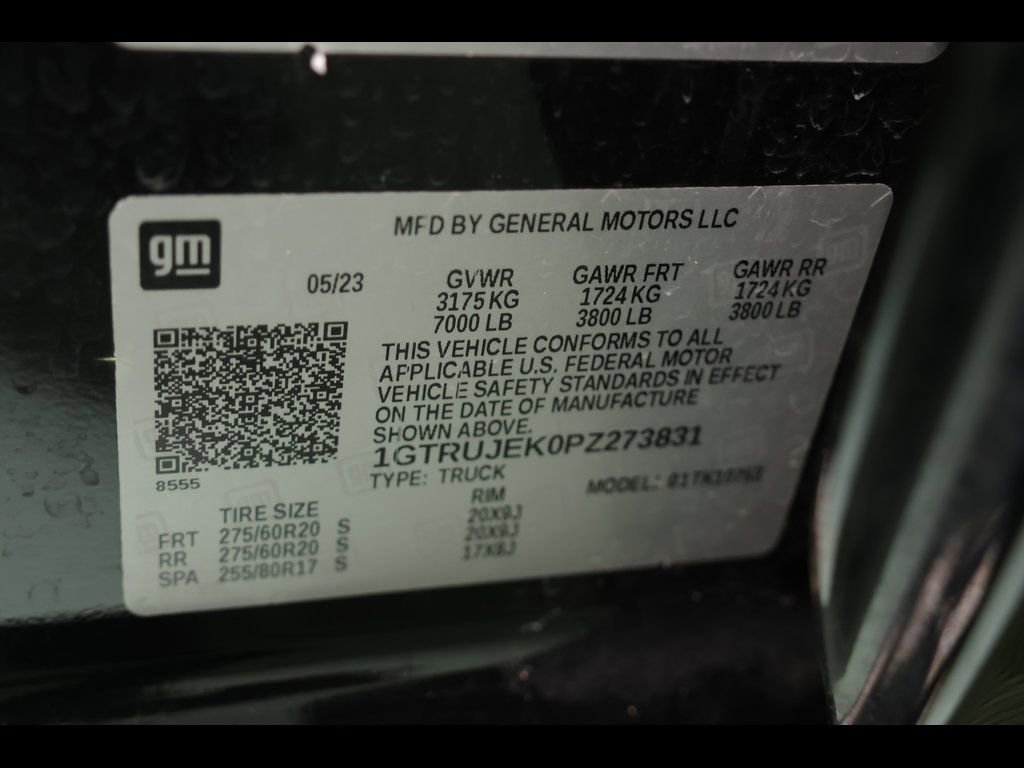 gm
MFD BY GENERAL MOTORS LLC
05/23
GVWR GAWR FRT GAWR RR
3175 KG 1724 KG 1724 KG
7000 LB 3800 LB 3800 LB
THIS VEHICLE CONFORMS TO ALL
APPLICABLE U.S. FEDERAL MOTOR
VEHICLE SAFETY STANDARDS IN EFFECT
ON THE DATE OF MANUFACTURE
SHOWN ABOVE.
1GTRUJEK0PZ273831
TYPE: TRUCK MODEL:
8555
TIRE SIZE RIM
FRT 275/60R20 S 20X9J
RR 275/60R20 S 20X9J
SPA 255/80R17 S 17X8J